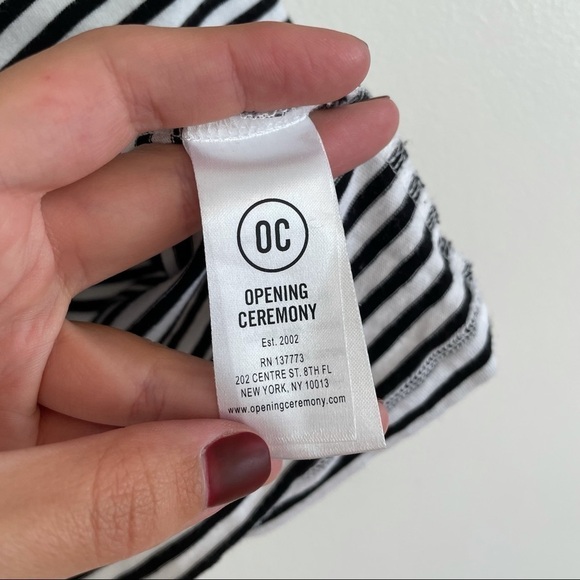 OC
OPENING
CEREMONY
Est. 2002
RN 137773
202 CENTRE ST. 8TH FL
NEW YORK, NY 10013
www.openingceremony.com